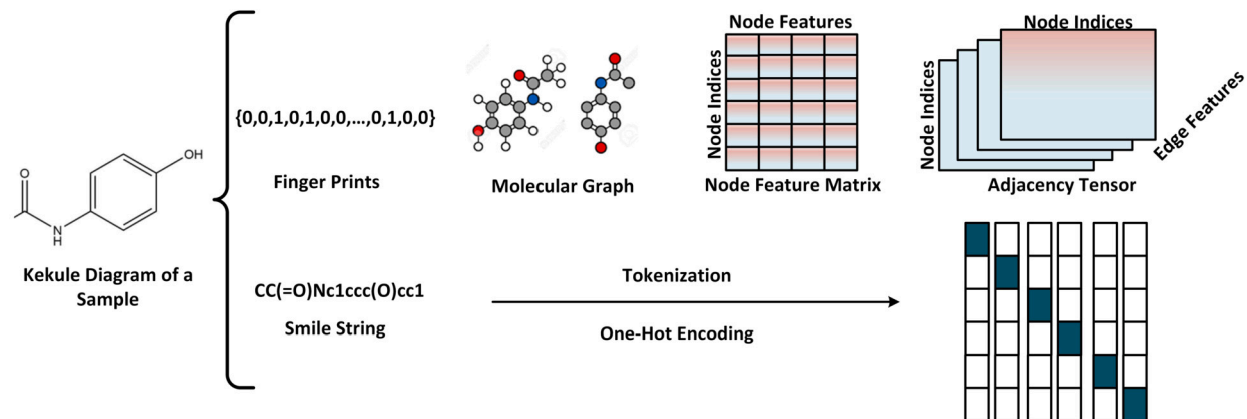 Node Features
Node Indices
Node Indices
Node Indices
Edge Features
{0,0,1,0,1,0,0,...,0,1,0,0}
Finger Prints
Molecular Graph
Node Feature Matrix
Adjacency Tensor
OH
O
N
H
Kekule Diagram of a
Sample
CC(=O)Nc1ccc(O)cc1
Smile String
Tokenization
One-Hot Encoding